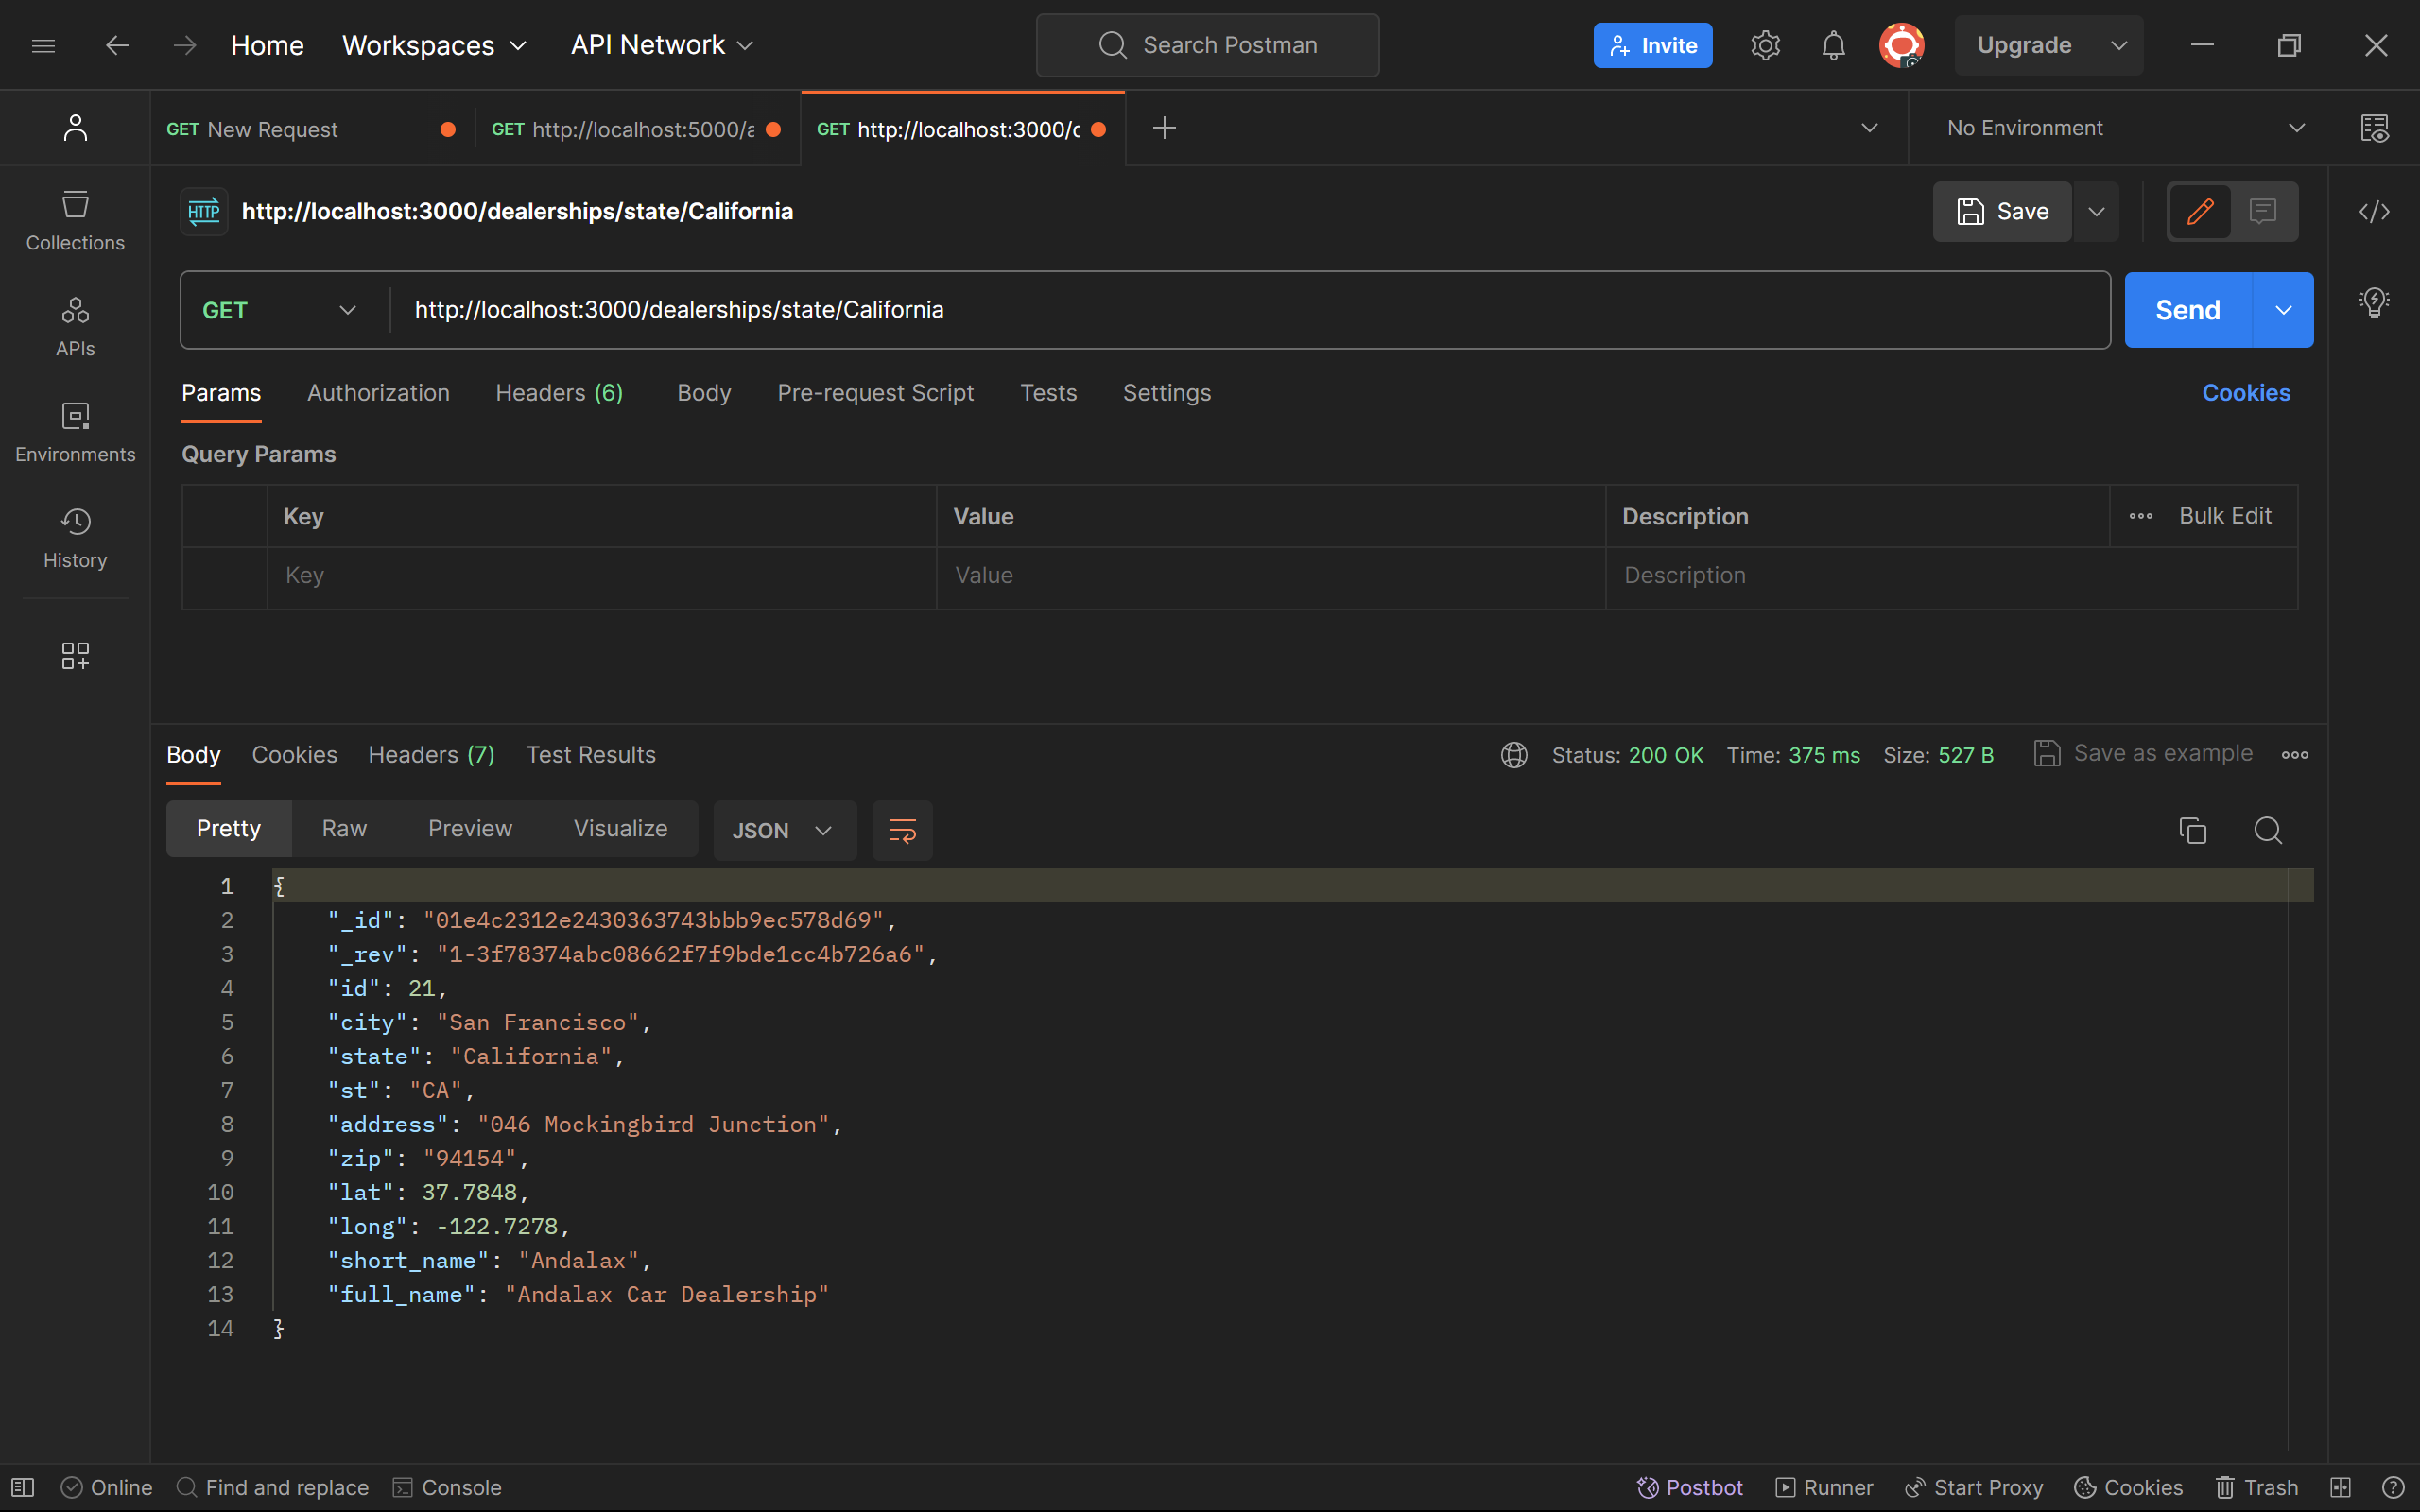 Home Workspaces API Network Search Postman Invite Upgrade
GET New Request GET http://localhost:5000/a GET http://localhost:3000/c No Environment
HTTP http://localhost:3000/dealerships/state/California Save
Collections
GET http://localhost:3000/dealerships/state/California Send
APIs
Params Authorization Headers (6) Body Pre-request Script Tests Settings Cookies
Environments
Query Params
Key Value Description Bulk Edit
History
Key Value Description
Body Cookies Headers (7) Test Results Status: 200 OK Time: 375 ms Size: 527 B Save as example
Pretty Raw Preview Visualize JSON
1 {
2 "_id": "01e4c2312e2430363743bbb9ec578d69",
3 "_rev": "1-3f78374abc08662f7f9bde1cc4b726a6",
4 "id": 21,
5 "city": "San Francisco",
6 "state": "California",
7 "st": "CA",
8 "address": "046 Mockingbird Junction",
9 "zip": "94154",
10 "lat": 37.7848,
11 "long": -122.7278,
12 "short_name": "Andalax",
13 "full_name": "Andalax Car Dealership"
14 }
Online Find and replace Console Postbot Runner Start Proxy Cookies Trash